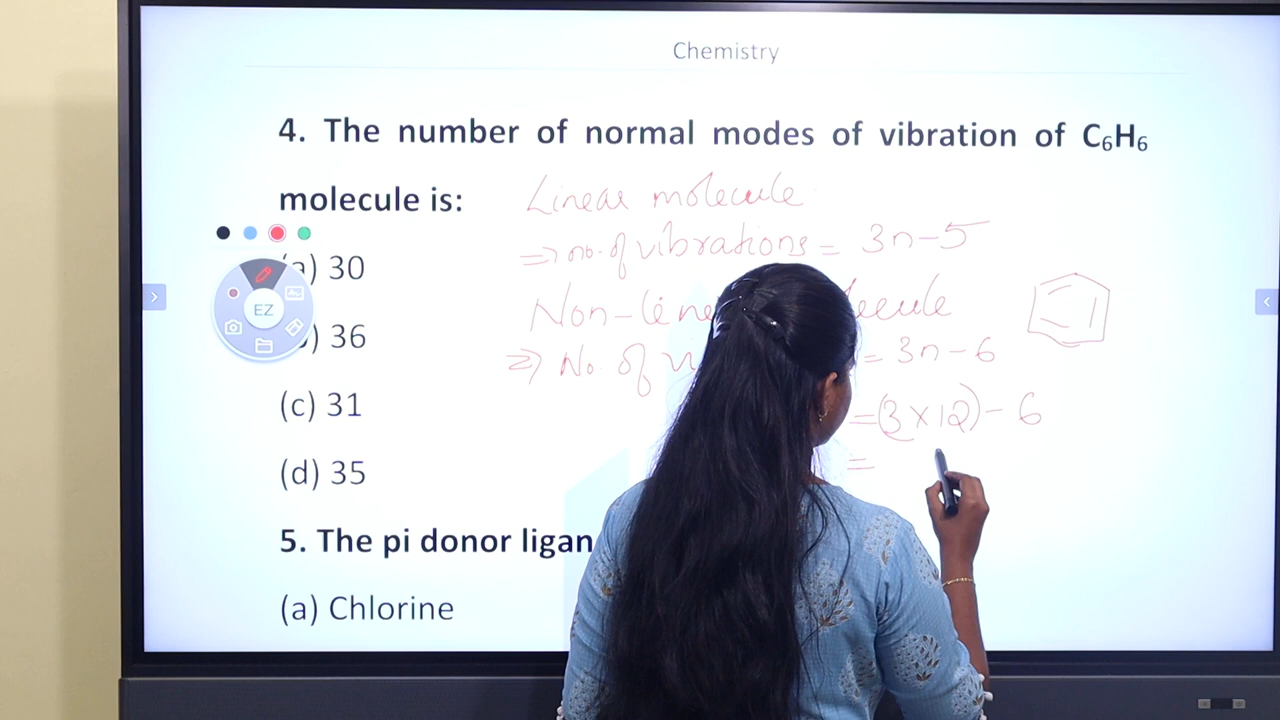 Chemistry
4. The number of normal modes of vibration of C₆H₆
molecule is:
Linear molecule
⇒ no. of vibrations = 3n-5
(a) 30
Non-line ecule
36
⇒ No. of vi = 3n-6
(c) 31
=(3×12)-6
(d) 35
=
5. The pi donor ligan
(a) Chlorine
EZ